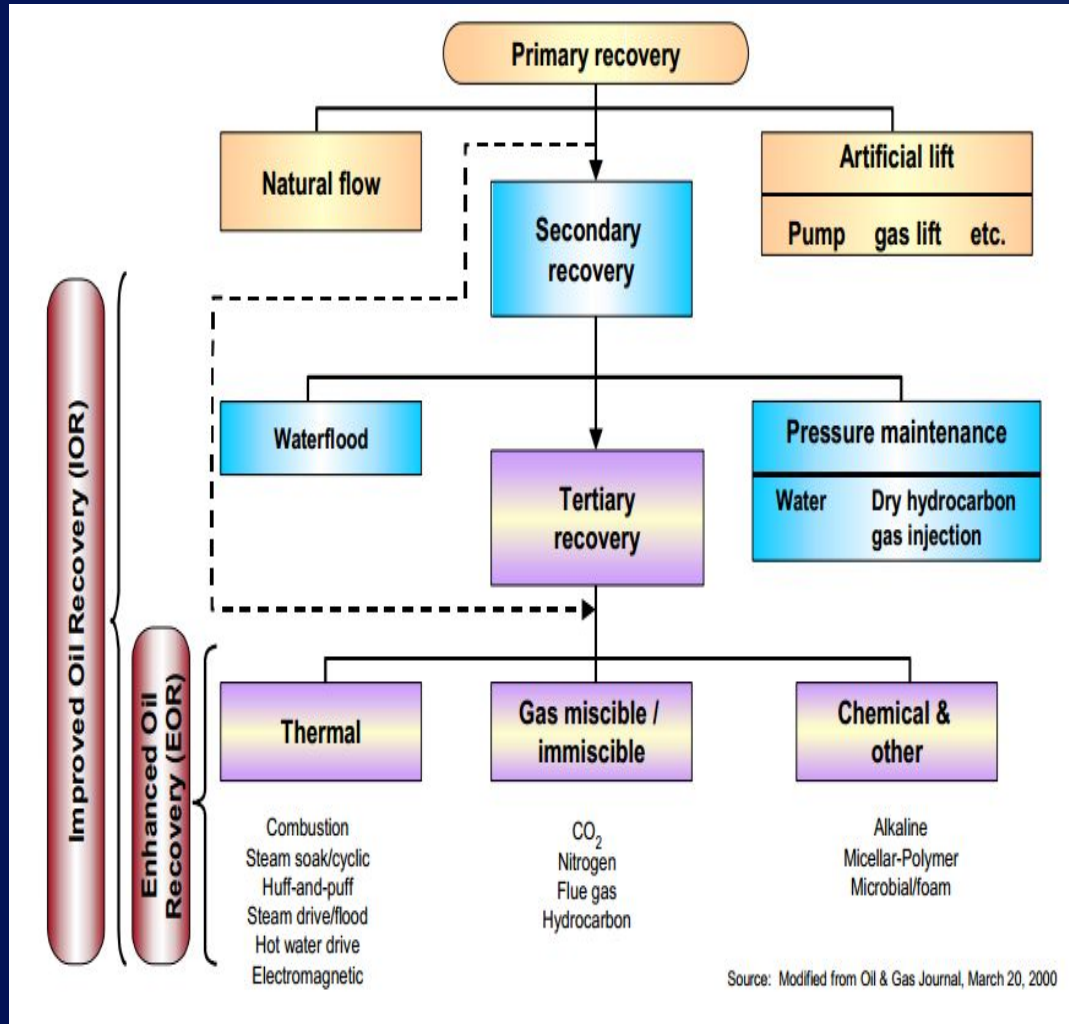 Primary recovery
Natural flow
Artificial lift
Pump gas lift etc.
Secondary
recovery
Waterflood
Pressure maintenance
Water Dry hydrocarbon
gas injection
Tertiary
recovery
Improved Oil Recovery (IOR)
Enhanced Oil
Recovery (EOR)
Thermal
Gas miscible /
immiscible
Chemical &
other
Combustion
Steam soak/cyclic
Huff-and-puff
Steam drive/flood
Hot water drive
Electromagnetic
CO₂
Nitrogen
Flue gas
Hydrocarbon
Alkaline
Micellar-Polymer
Microbial/foam
Source: Modified from Oil & Gas Journal, March 20, 2000